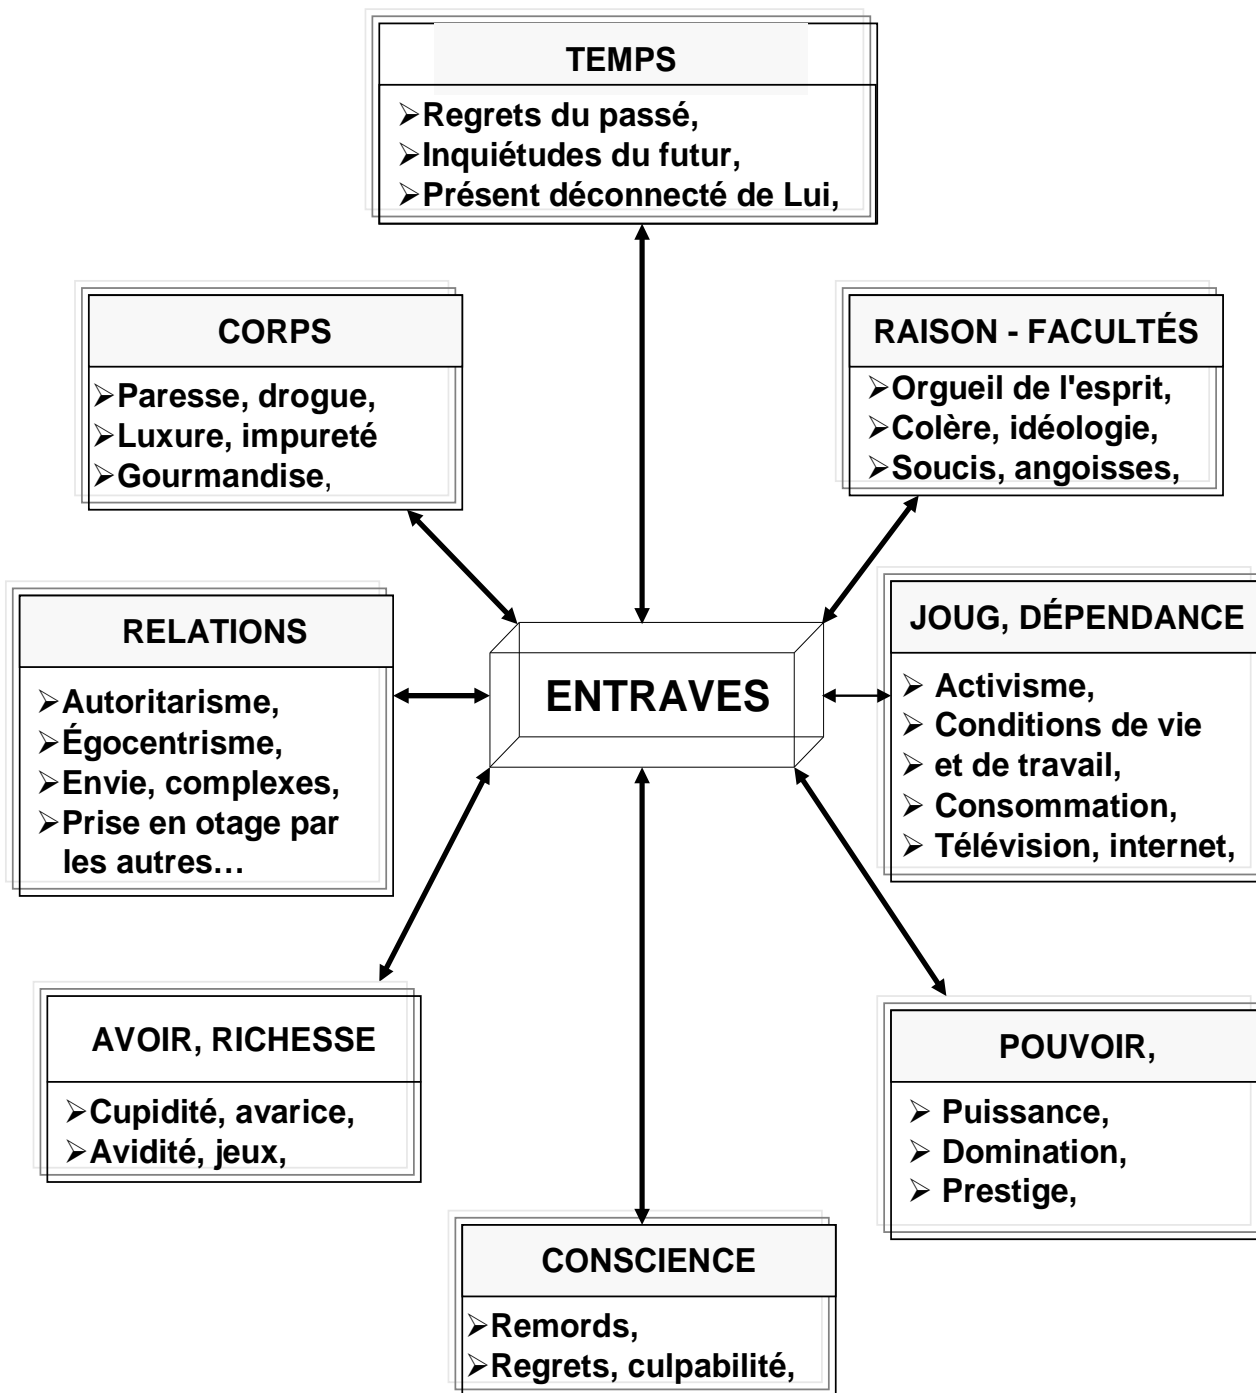 TEMPS
➢Regrets du passé,
➢Inquiétudes du futur,
➢Présent déconnecté de Lui,
CORPS
➢Paresse, drogue,
➢Luxure, impureté
➢Gourmandise,
RAISON - FACULTÉS
➢Orgueil de l'esprit,
➢Colère, idéologie,
➢Soucis, angoisses,
RELATIONS
➢Autoritarisme,
➢Égocentrisme,
➢Envie, complexes,
➢Prise en otage par
les autres…
ENTRAVES
JOUG, DÉPENDANCE
➢ Activisme,
➢ Conditions de vie
➢ et de travail,
➢ Consommation,
➢ Télévision, internet,
AVOIR, RICHESSE
➢Cupidité, avarice,
➢Avidité, jeux,
POUVOIR,
➢ Puissance,
➢ Domination,
➢ Prestige,
CONSCIENCE
➢Remords,
➢Regrets, culpabilité,